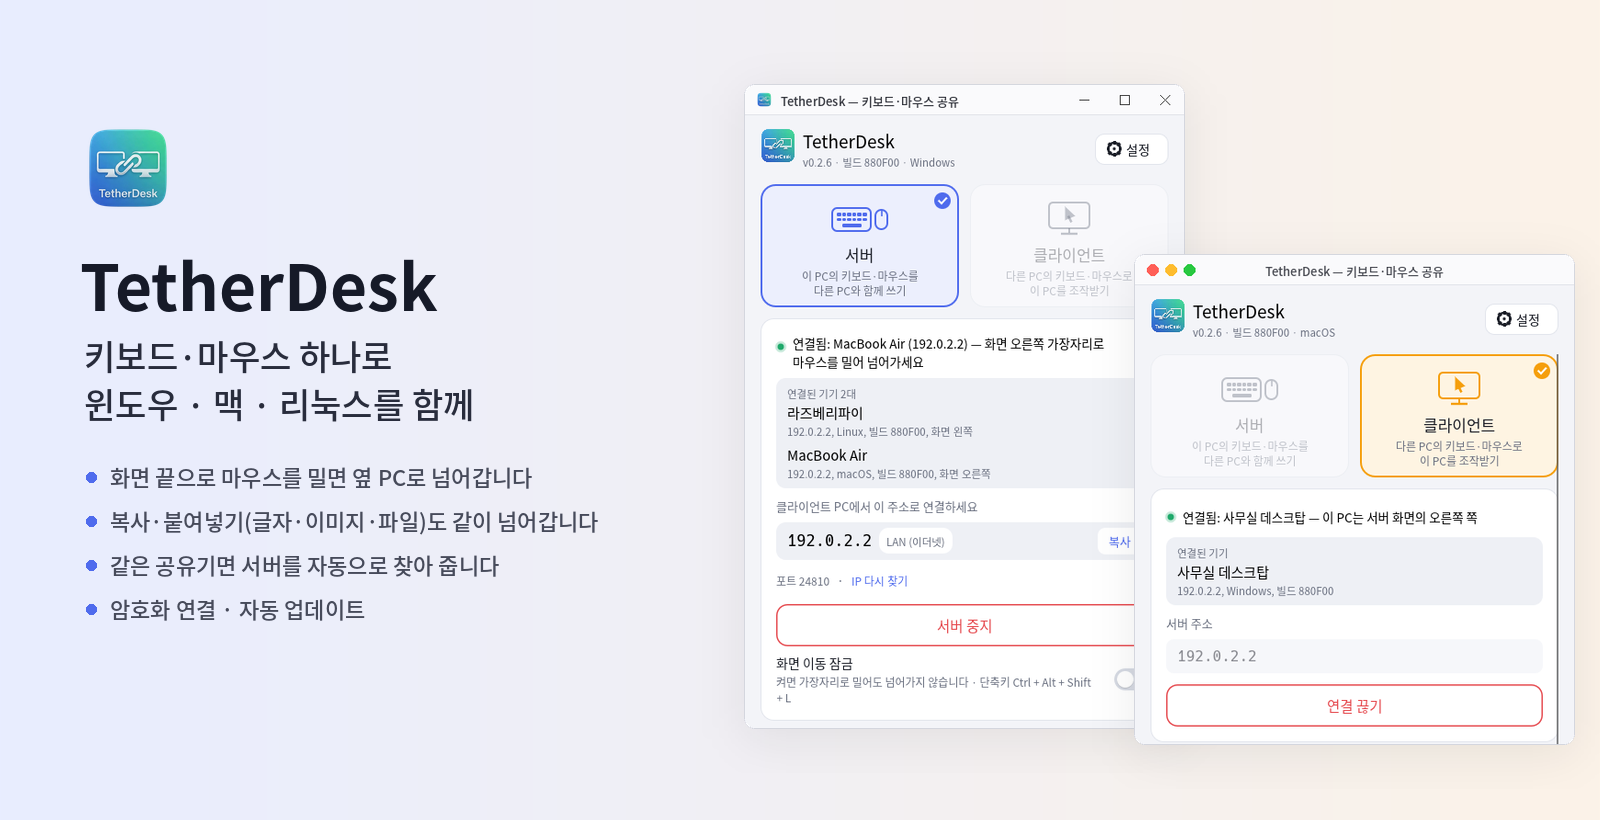 TetherDesk
TetherDesk
키보드·마우스 하나로
윈도우 · 맥 · 리눅스를 함께
화면 끝으로 마우스를 밀면 옆 PC로 넘어갑니다
복사·붙여넣기(글자·이미지·파일)도 같이 넘어갑니다
같은 공유기면 서버를 자동으로 찾아 줍니다
암호화 연결 · 자동 업데이트
TetherDesk — 키보드·마우스 공유
TetherDesk
TetherDesk
v0.2.6 · 빌드 880F00 · Windows
설정
서버
이 PC의 키보드·마우스를
다른 PC와 함께 쓰기
클라이언트
다른 PC의 키보드·마우스로
이 PC를 조작받기
연결됨: MacBook Air (192.0.2.2) — 화면 오른쪽 가장자리로
마우스를 밀어 넘어가세요
연결된 기기 2대
라즈베리파이
192.0.2.2, Linux, 빌드 880F00, 화면 왼쪽
MacBook Air
192.0.2.2, macOS, 빌드 880F00, 화면 오른쪽
클라이언트 PC에서 이 주소로 연결하세요
192.0.2.2 LAN (이더넷) 복사
포트 24810 · IP 다시 찾기
서버 중지
화면 이동 잠금
켜면 가장자리로 밀어도 넘어가지 않습니다 · 단축키 Ctrl + Alt + Shift
+ L
TetherDesk — 키보드·마우스 공유
TetherDesk
TetherDesk
v0.2.6 · 빌드 880F00 · macOS
설정
서버
이 PC의 키보드·마우스를
다른 PC와 함께 쓰기
클라이언트
다른 PC의 키보드·마우스로
이 PC를 조작받기
연결됨: 사무실 데스크탑 — 이 PC는 서버 화면의 오른쪽 쪽
연결된 기기
사무실 데스크탑
192.0.2.2, Windows, 빌드 880F00
서버 주소
192.0.2.2
연결 끊기